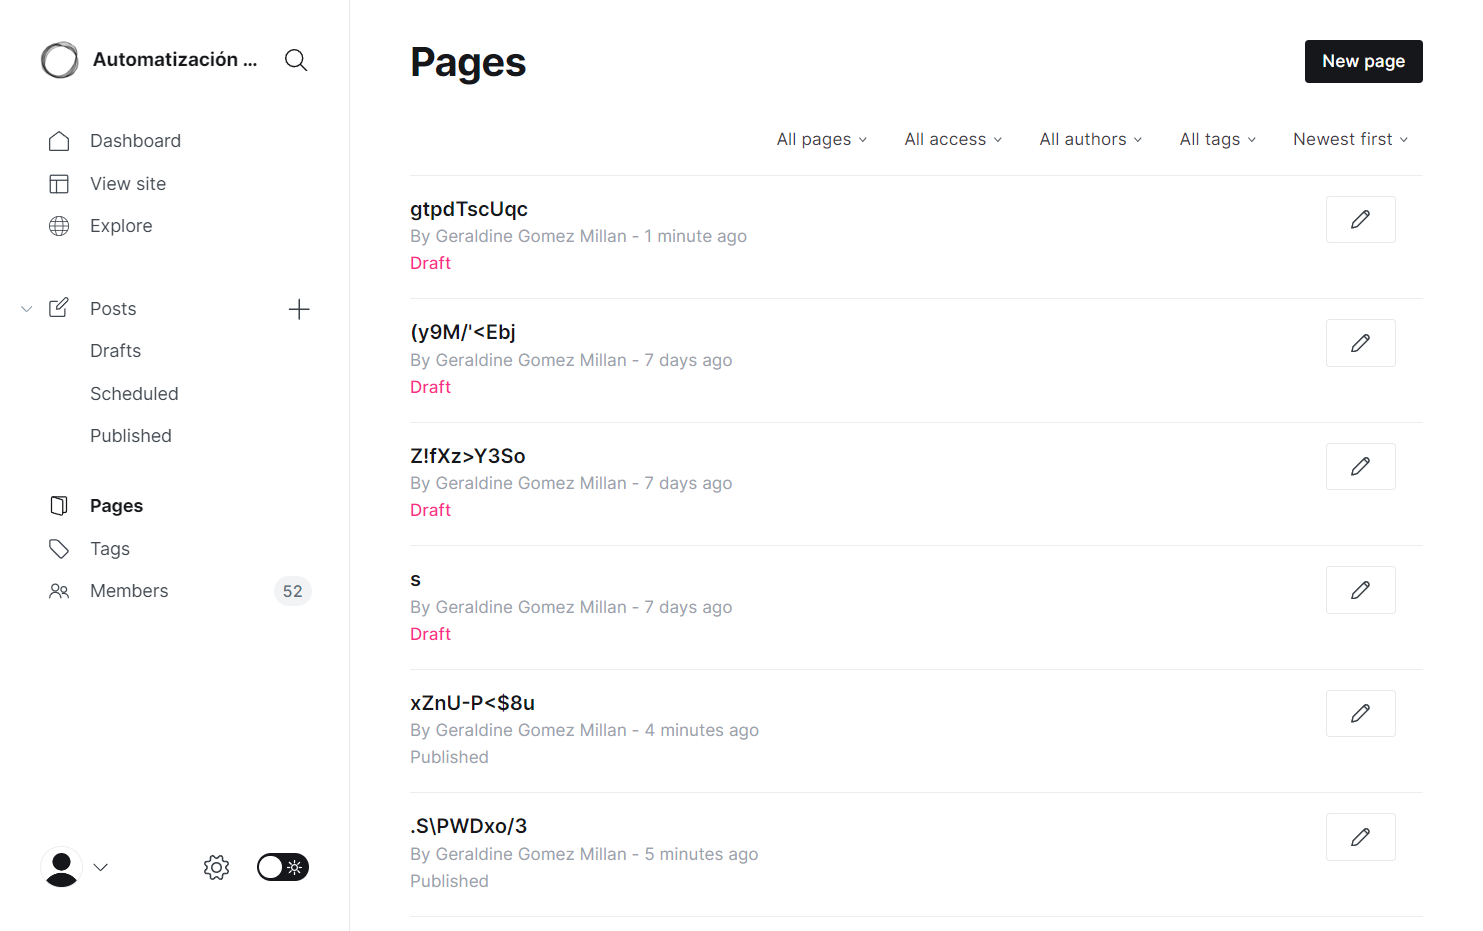 Automatización ...
Dashboard
View site
Explore
Posts
Drafts
Scheduled
Published
Pages
Tags
Members
52
Pages
New page
All pages
All access
All authors
All tags
Newest first
gtpdTscUqc
By Geraldine Gomez Millan - 1 minute ago
Draft
(y9M/'<Ebj
By Geraldine Gomez Millan - 7 days ago
Draft
Z!fXz>Y3So
By Geraldine Gomez Millan - 7 days ago
Draft
s
By Geraldine Gomez Millan - 7 days ago
Draft
xZnU-P<$8u
By Geraldine Gomez Millan - 4 minutes ago
Published
.S\PWDxo/3
By Geraldine Gomez Millan - 5 minutes ago
Published